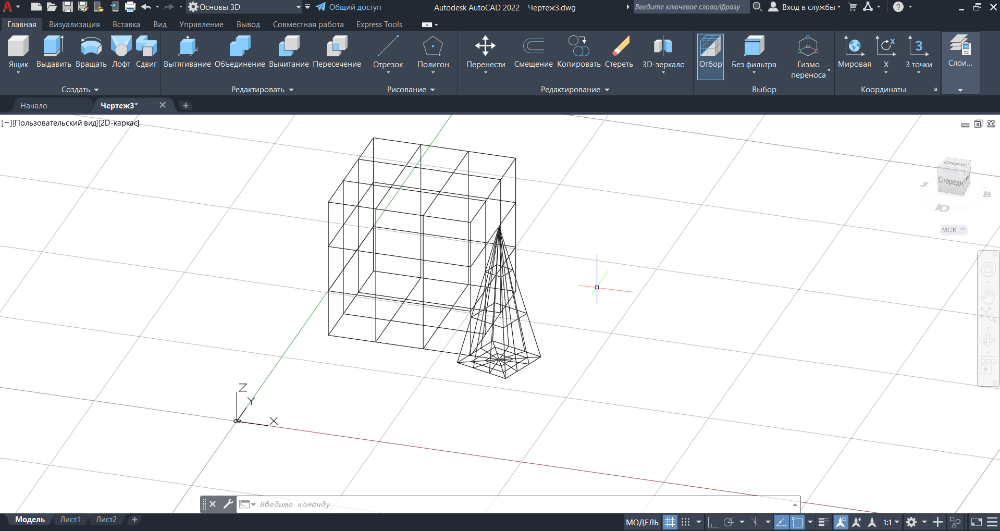 Основы 3D
Общий доступ
Autodesk AutoCAD 2022 Чертеж3.dwg
Введите ключевое слово/фразу
Вход в службы
Главная Визуализация Вставка Вид Управление Вывод Совместная работа Express Tools
Ящик Выдавить Вращать Лофт Сдвиг
Создать
Вытягивание Объединение Вычитание Пересечение
Редактировать
Отрезок Полигон
Рисование
Перенести Смещение Копировать Стереть 3D-зеркало
Редактирование
Отбор Без фильтра Гизмо
переноса
Выбор
Мировая X 3 точки
Координаты
Слои...
Начало Чертеж3*
[−][Пользовательский вид][2D-каркас]
Сверху
Спереди
З
В
Ю
МСК
Z
Y
X
Введите команду
Модель Лист1 Лист2
МОДЕЛЬ
1:1